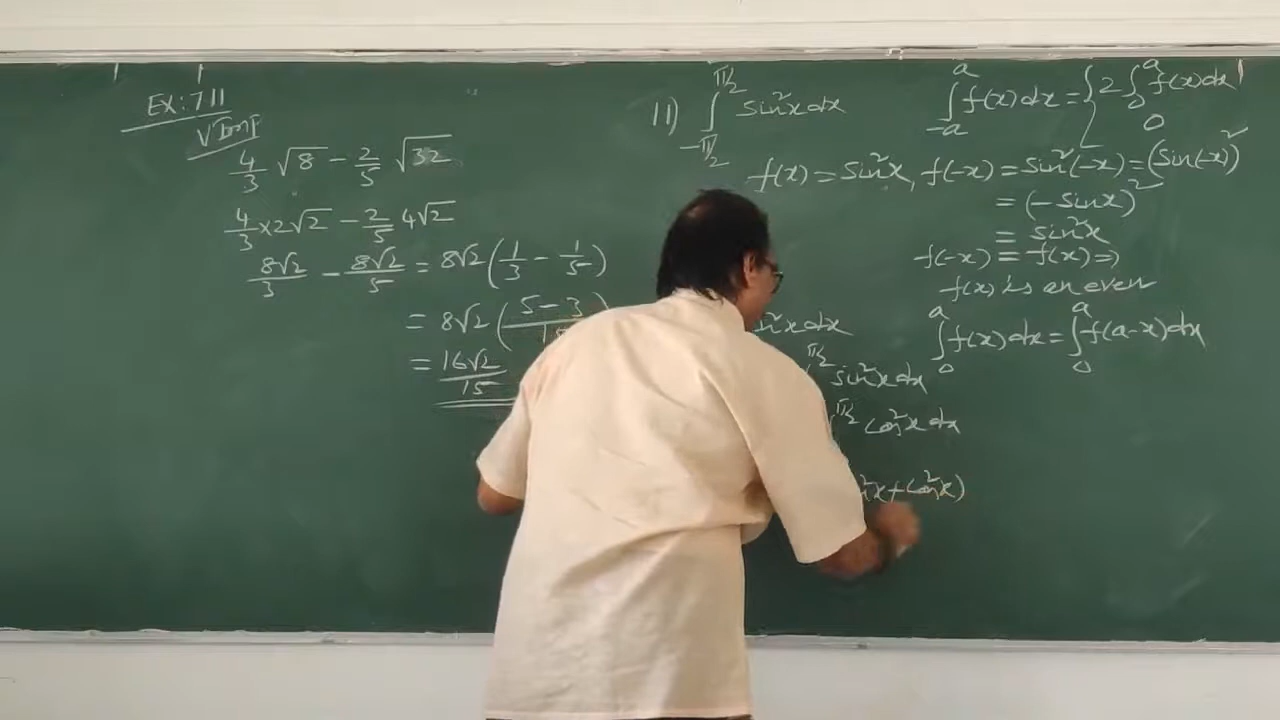 Ex: 7.11
√Imp
4/3 √8 − 2/5 √32
4/3 × 2√2 − 2/5 4√2
8√2/3 − 8√2/5 = 8√2 (1/3 − 1/5)
= 8√2 (5 − 3
= 16√2/15
11) ∫_{-π/2}^{π/2} sin²x dx
f(x) = sin²x, f(-x) = sin²(-x) = (sin(-x))²
= (- sin x)²
= sin²x
f(-x) = f(x) ⇒
f(x) is an even
∫_{-a}^{a} f(x) dx = { 2 ∫_0^a f(x) dx
0
∫_0^a f(x) dx = ∫_0^a f(a-x) dx
x dx
π/2 sin²x dx
π/2 cos²x dx
²x + cos²x)